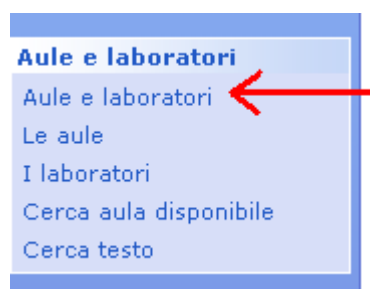 Aule e laboratori
Aule e laboratori
Le aule
I laboratori
Cerca aula disponibile
Cerca testo